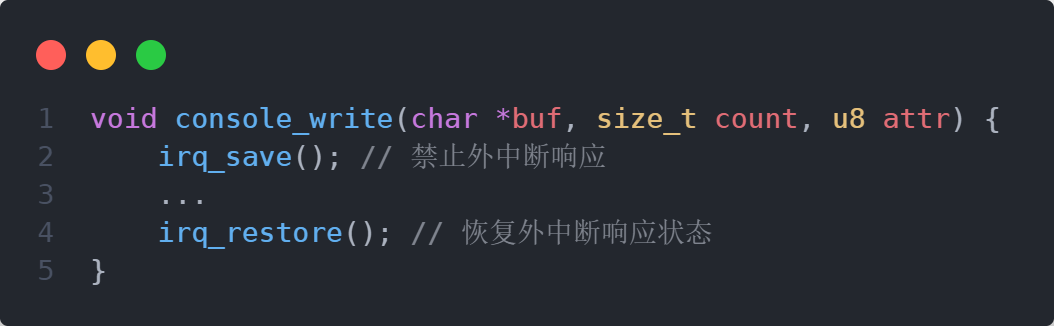 1 void console_write(char *buf, size_t count, u8 attr) {
2     irq_save(); // 禁止外中断响应
3     ...
4     irq_restore(); // 恢复外中断响应状态
5 }